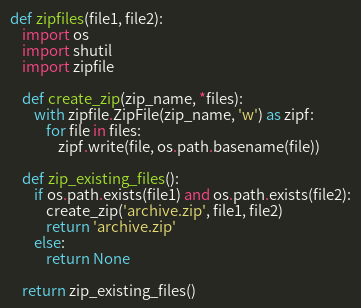 def zipfiles(file1, file2):
    import os
    import shutil
    import zipfile

    def create_zip(zip_name, *files):
        with zipfile.ZipFile(zip_name, 'w') as zipf:
            for file in files:
                zipf.write(file, os.path.basename(file))

    def zip_existing_files():
        if os.path.exists(file1) and os.path.exists(file2):
            create_zip('archive.zip', file1, file2)
            return 'archive.zip'
        else:
            return None

    return zip_existing_files()